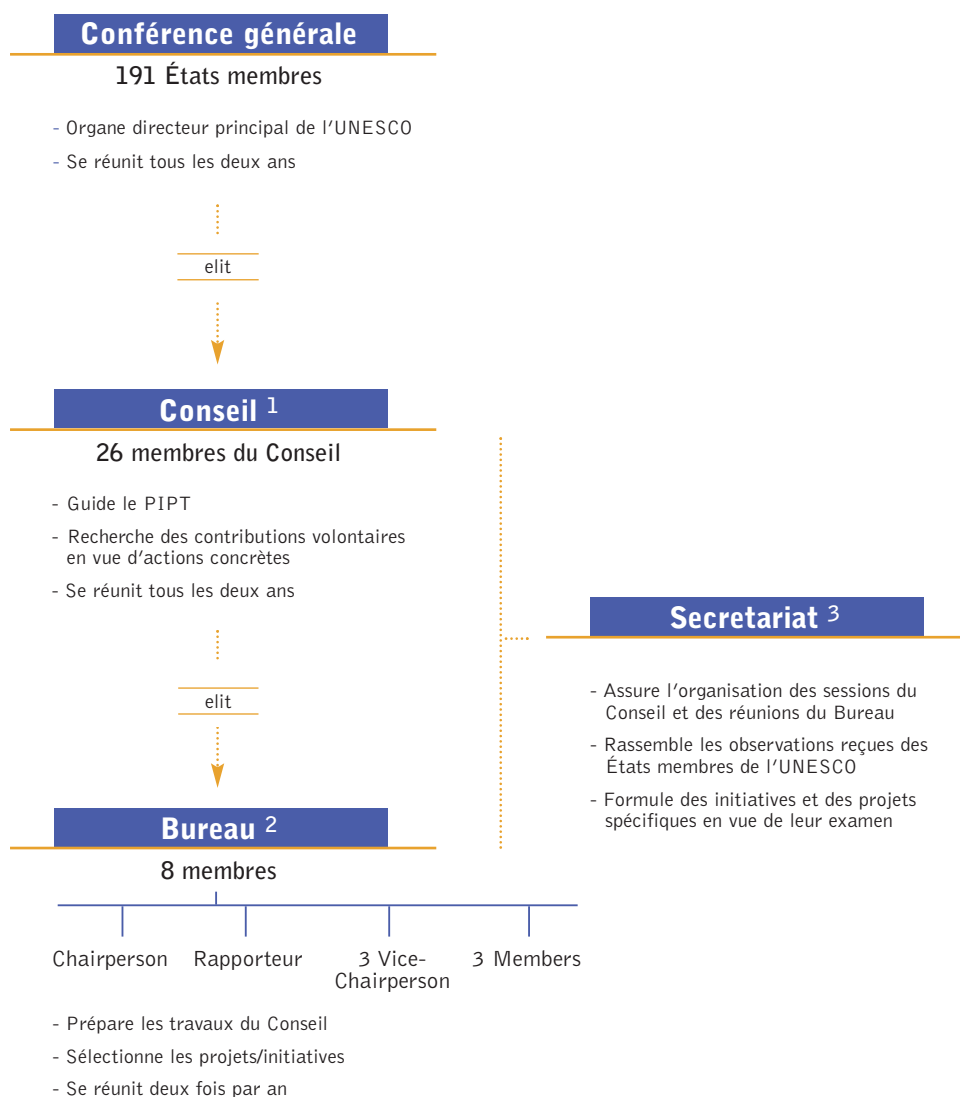 Conférence générale
191 États membres
- Organe directeur principal de l'UNESCO
- Se réunit tous les deux ans
elit
Conseil 1
26 membres du Conseil
- Guide le PIPT
- Recherche des contributions volontaires
en vue d'actions concrètes
- Se réunit tous les deux ans
elit
Secretariat 3
- Assure l'organisation des sessions du
Conseil et des réunions du Bureau
- Rassemble les observations reçues des
États membres de l'UNESCO
- Formule des initiatives et des projets
spécifiques en vue de leur examen
Bureau 2
8 membres
Chairperson
Rapporteur
3 Vice-
Chairperson
3 Members
- Prépare les travaux du Conseil
- Sélectionne les projets/initiatives
- Se réunit deux fois par an